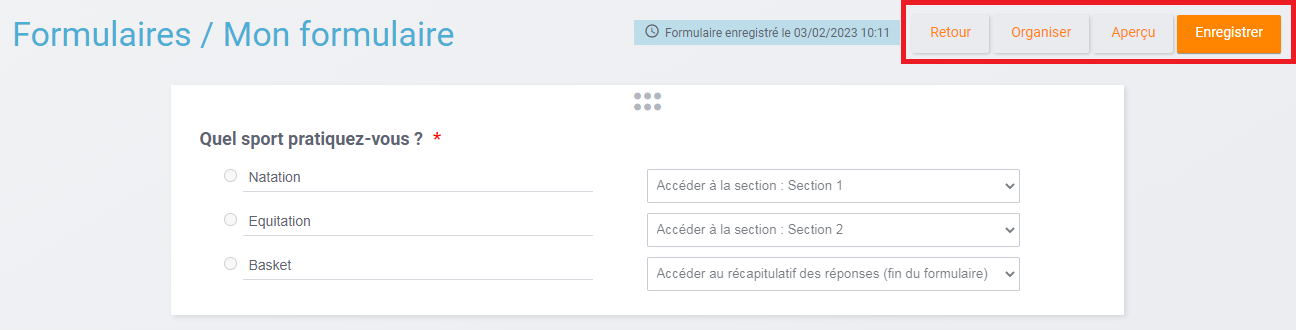 Formulaires / Mon formulaire
Formulaire enregistré le 03/02/2023 10:11
Retour
Organiser
Aperçu
Enregistrer
Quel sport pratiquez-vous ? *
Natation
Accéder à la section : Section 1
Equitation
Accéder à la section : Section 2
Basket
Accéder au récapitulatif des réponses (fin du formulaire)